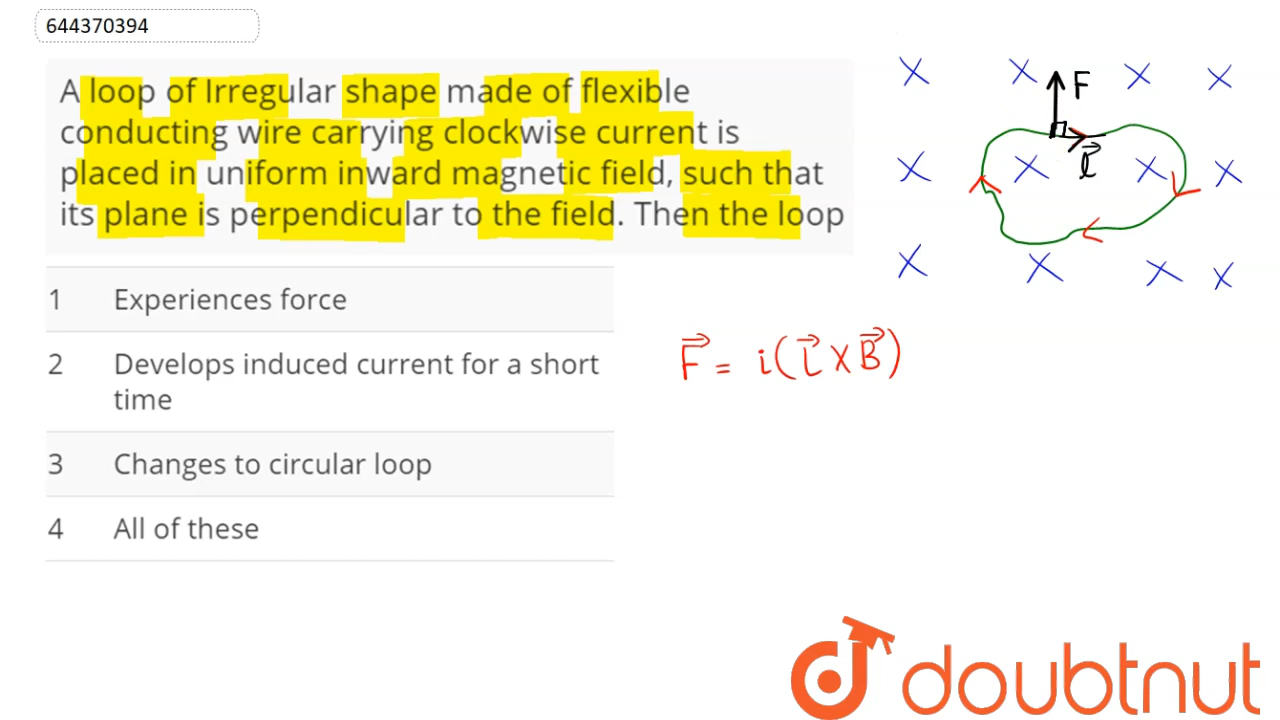 644370394
A loop of Irregular shape made of flexible
conducting wire carrying clockwise current is
placed in uniform inward magnetic field, such that
its plane is perpendicular to the field. Then the loop
1 Experiences force
2 Develops induced current for a short
time
3 Changes to circular loop
4 All of these
F
l⃗
F⃗ = i(L⃗ × B⃗)
doubtnut